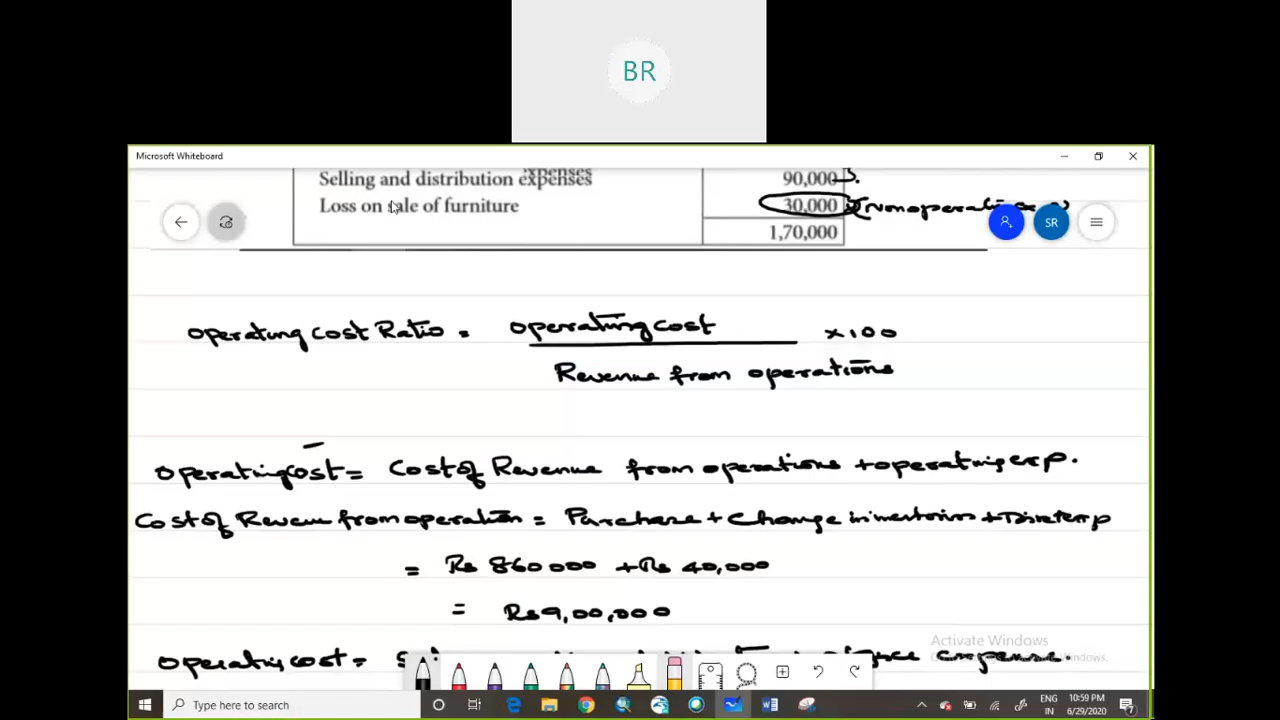 BR
Microsoft Whiteboard
Selling and distribution expenses 90,000
Loss on sale of furniture 30,000
1,70,000
SR
Operating cost Ratio = operating cost × 100
Revenue from operations
Operating cost = Cost of Revenue from operations + operating exp.
Cost of Revenue from operation = Purchase + Change in inventories + Direct exp
= Rs 860000 + Rs 40,000
= Rs 9,00,000
Operating cost =
Activate Windows
Type here to search
ENG
IN
10:59 PM
6/29/2020
7